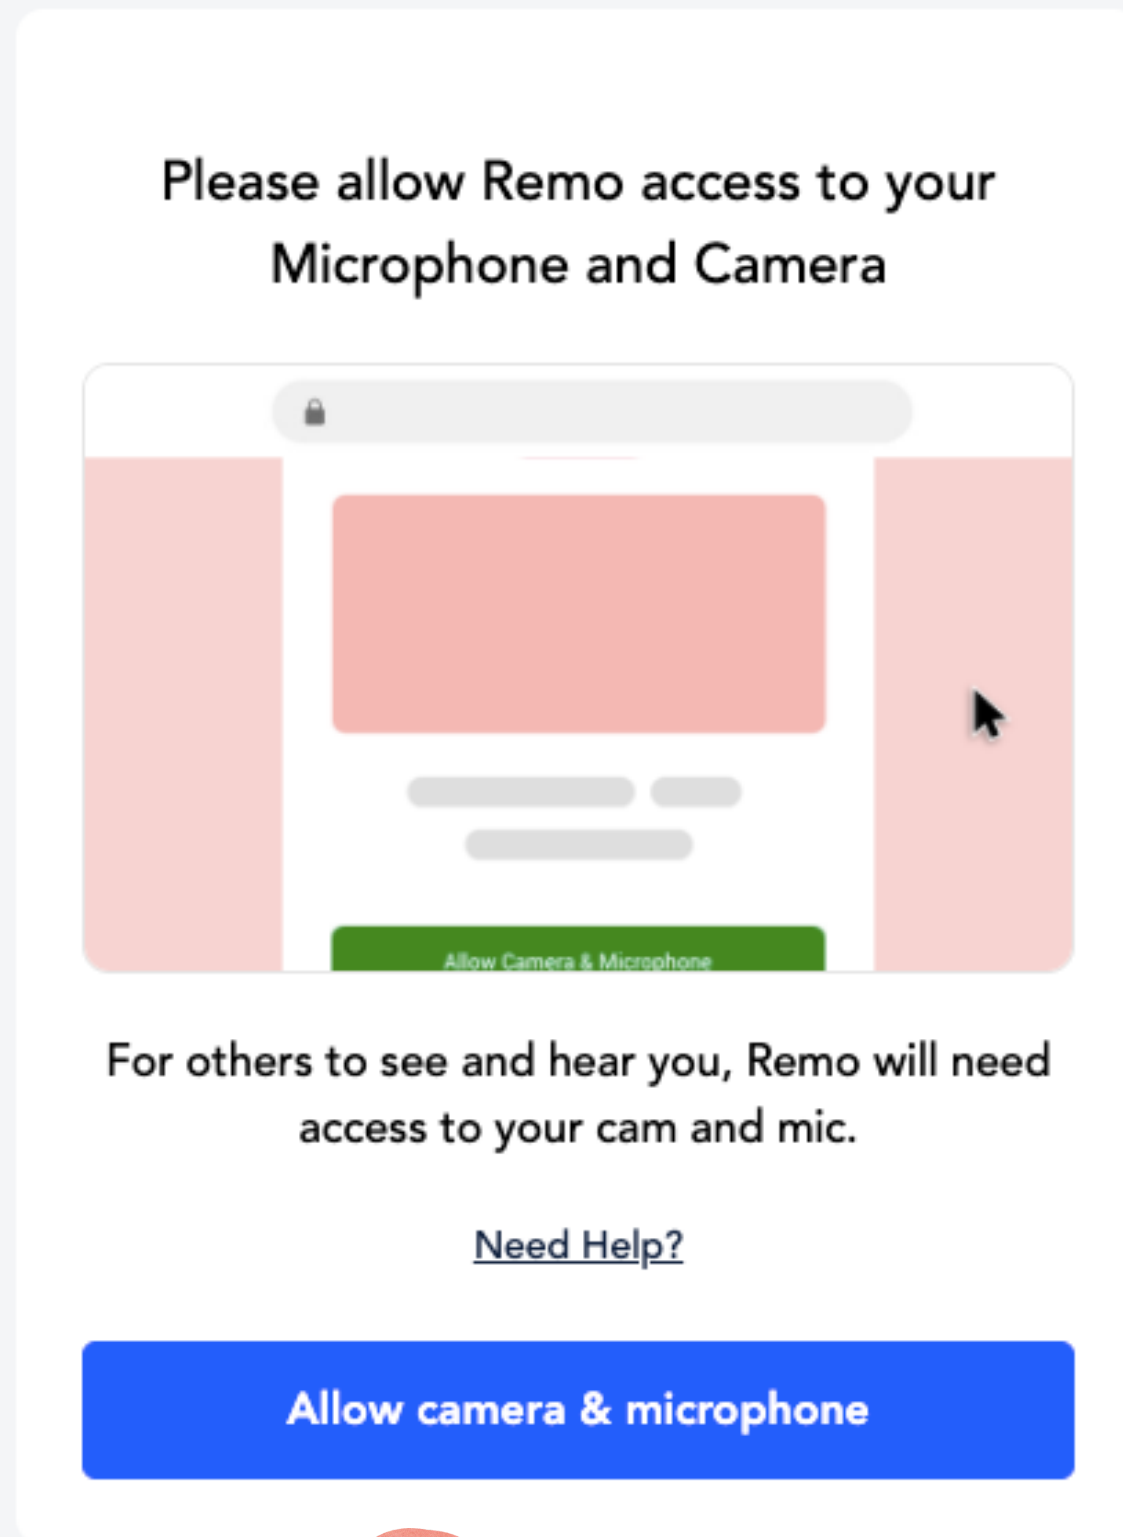 Please allow Remo access to your
Microphone and Camera
Allow Camera & Microphone
For others to see and hear you, Remo will need
access to your cam and mic.
Need Help?
Allow camera & microphone